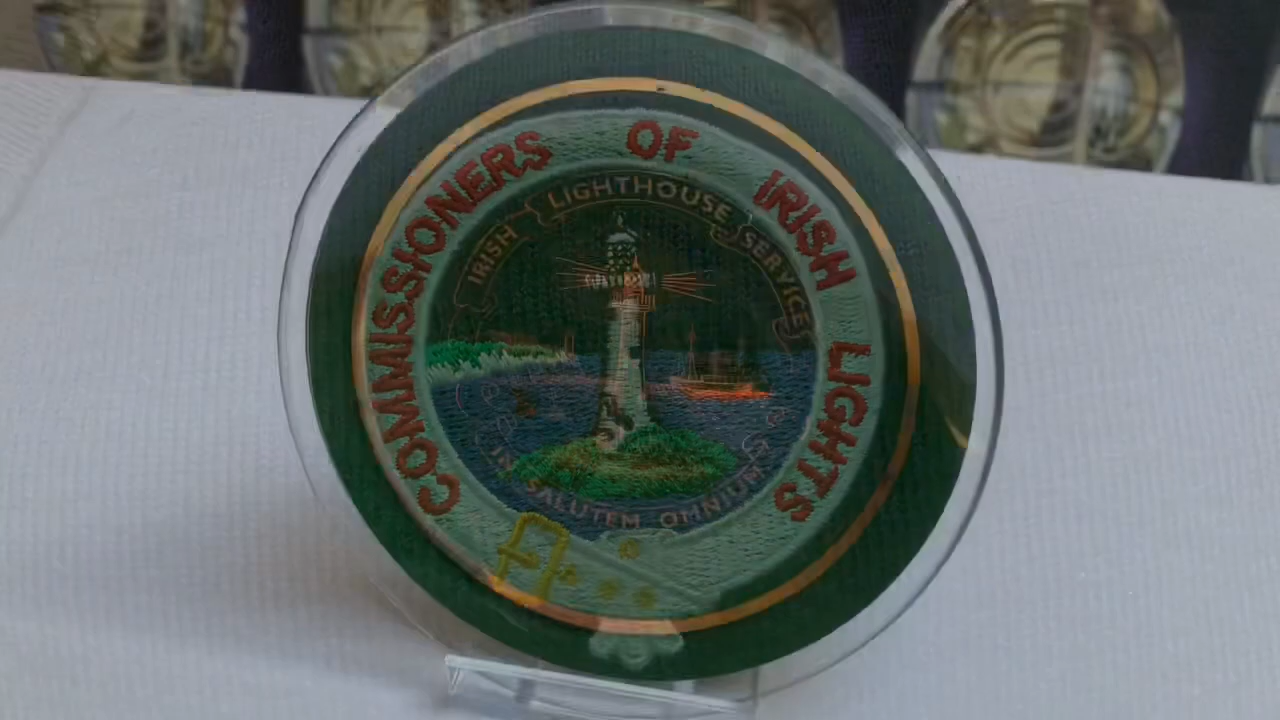 COMMISSIONERS OF IRISH LIGHTS
IRISH LIGHTHOUSE SERVICE
IN SALUTEM OMNIUM